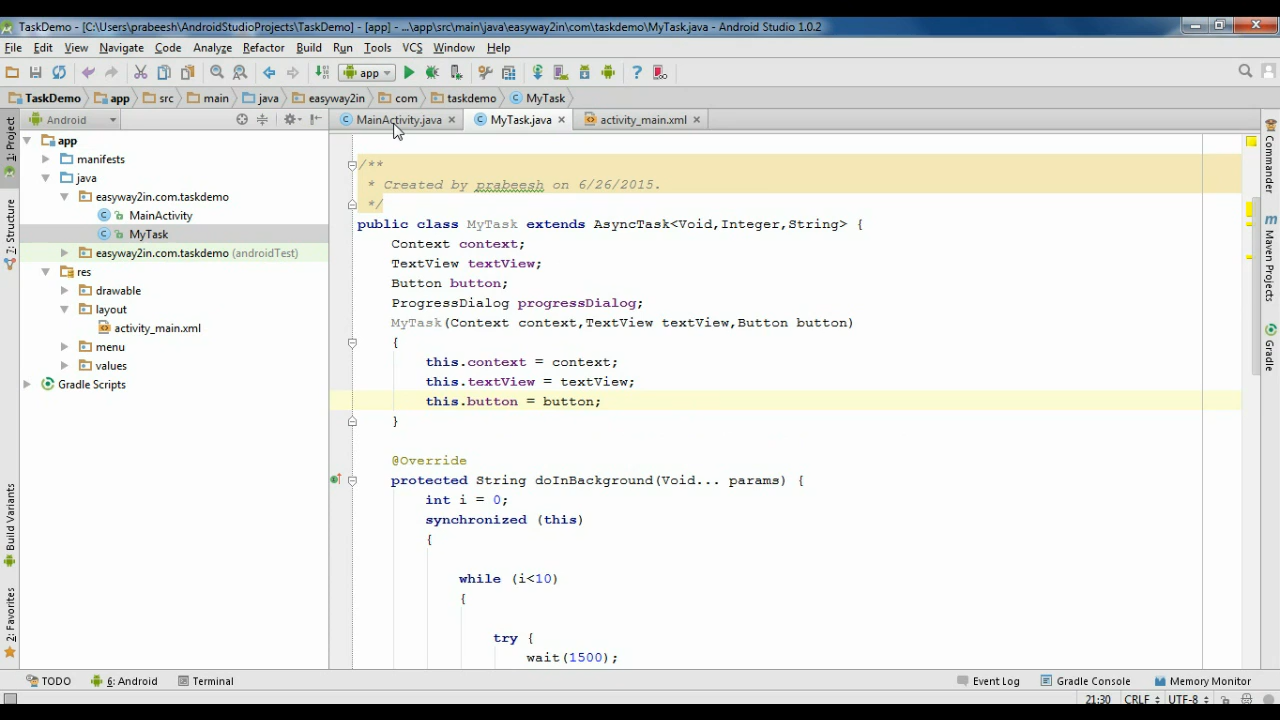 TaskDemo - [C:\Users\prabeesh\AndroidStudioProjects\TaskDemo] - [app] - ...\app\src\main\java\easyway2in\com\taskdemo\MyTask.java - Android Studio 1.0.2
File Edit View Navigate Code Analyze Refactor Build Run Tools VCS Window Help
app
TaskDemo app src main java easyway2in com taskdemo MyTask
Android
MainActivity.java MyTask.java activity_main.xml
1: Project
7: Structure
Build Variants
2: Favorites
app
manifests
java
easyway2in.com.taskdemo
MainActivity
MyTask
easyway2in.com.taskdemo (androidTest)
res
drawable
layout
activity_main.xml
menu
values
Gradle Scripts
/**
* Created by prabeesh on 6/26/2015.
*/
public class MyTask extends AsyncTask<Void,Integer,String> {
Context context;
TextView textView;
Button button;
ProgressDialog progressDialog;
MyTask(Context context,TextView textView,Button button)
{
this.context = context;
this.textView = textView;
this.button = button;
}
@Override
protected String doInBackground(Void... params) {
int i = 0;
synchronized (this)
{
while (i<10)
{
try {
wait(1500);
Commander
Maven Projects
Gradle
TODO 6: Android Terminal Event Log Gradle Console Memory Monitor
21:30 CRLF UTF-8